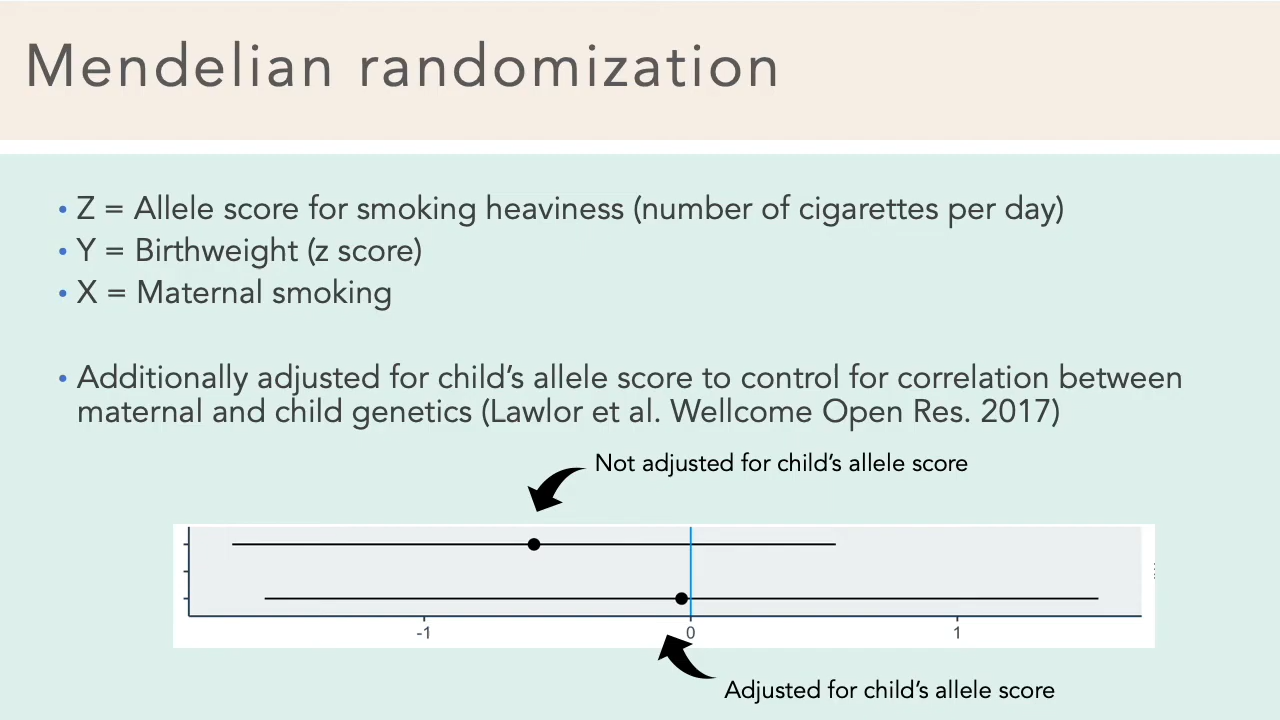 Mendelian randomization
• Z = Allele score for smoking heaviness (number of cigarettes per day)
• Y = Birthweight (z score)
• X = Maternal smoking
• Additionally adjusted for child's allele score to control for correlation between
maternal and child genetics (Lawlor et al. Wellcome Open Res. 2017)
Not adjusted for child's allele score
-1 0 1
Adjusted for child's allele score